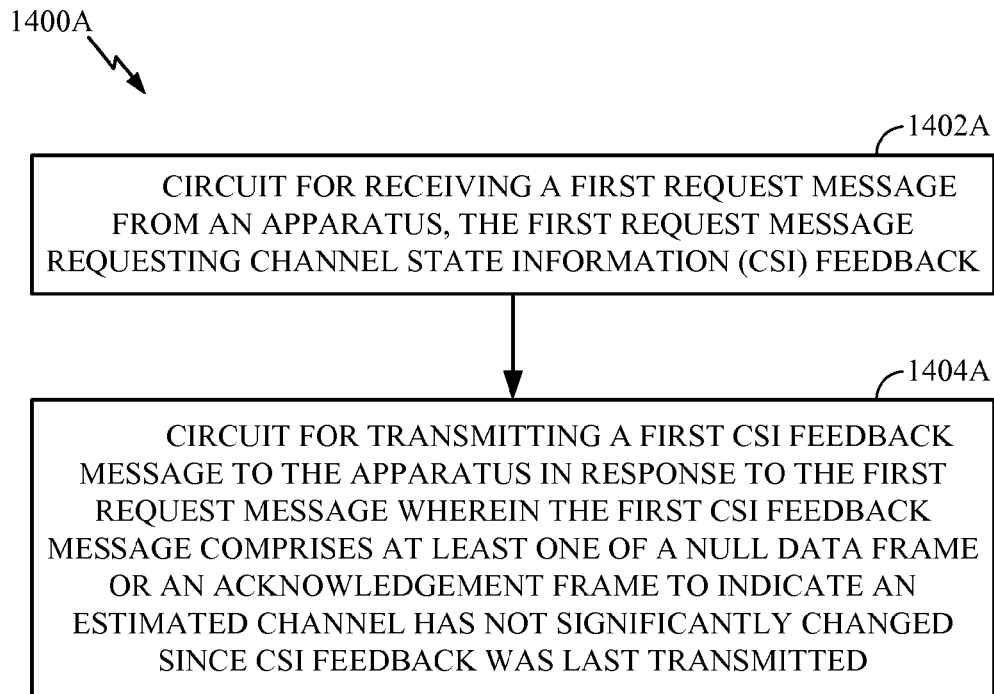 1400A
1402A
CIRCUIT FOR RECEIVING A FIRST REQUEST MESSAGE
FROM AN APPARATUS, THE FIRST REQUEST MESSAGE
REQUESTING CHANNEL STATE INFORMATION (CSI) FEEDBACK
1404A
CIRCUIT FOR TRANSMITTING A FIRST CSI FEEDBACK
MESSAGE TO THE APPARATUS IN RESPONSE TO THE FIRST
REQUEST MESSAGE WHEREIN THE FIRST CSI FEEDBACK
MESSAGE COMPRISES AT LEAST ONE OF A NULL DATA FRAME
OR AN ACKNOWLEDGEMENT FRAME TO INDICATE AN
ESTIMATED CHANNEL HAS NOT SIGNIFICANTLY CHANGED
SINCE CSI FEEDBACK WAS LAST TRANSMITTED